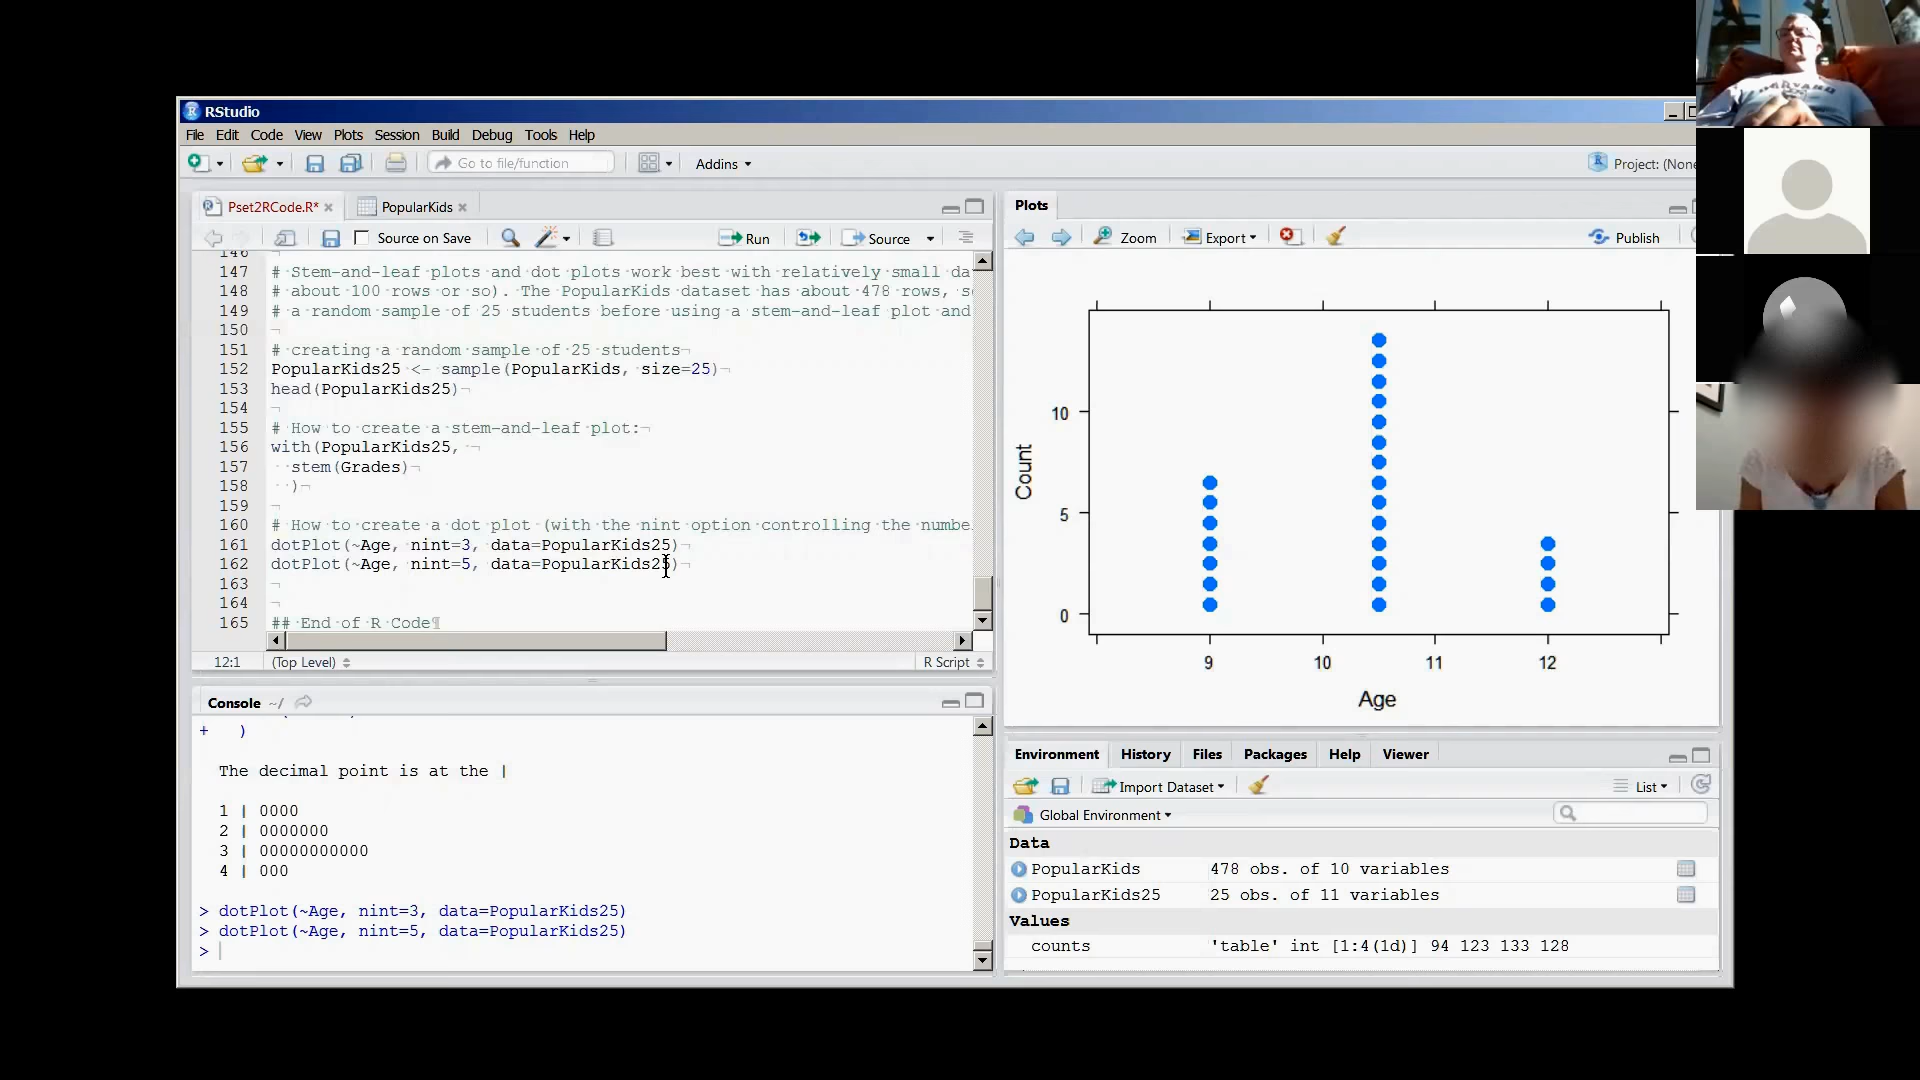 RStudio
File Edit Code View Plots Session Build Debug Tools Help
Go to file/function Addins Project: (None
Pset2RCode.R* PopularKids
Source on Save Run Source
146
147 # Stem-and-leaf plots and dot plots work best with relatively small da
148 # about 100 rows or so). The PopularKids dataset has about 478 rows, s
149 # a random sample of 25 students before using a stem-and-leaf plot and
150
151 # creating a random sample of 25 students
152 PopularKids25 <- sample(PopularKids, size=25)
153 head(PopularKids25)
154
155 # How to create a stem-and-leaf plot:
156 with(PopularKids25,
157 stem(Grades)
158 )
159
160 # How to create a dot plot (with the nint option controlling the numbe
161 dotPlot(~Age, nint=3, data=PopularKids25)
162 dotPlot(~Age, nint=5, data=PopularKids25)
163
164
165 ## End of R Code
12:1 (Top Level) R Script
Console ~/
+ )
The decimal point is at the |
1 | 0000
2 | 0000000
3 | 00000000000
4 | 000
> dotPlot(~Age, nint=3, data=PopularKids25)
> dotPlot(~Age, nint=5, data=PopularKids25)
>
Plots
Zoom Export Publish
Count
10
5
0
9 10 11 12
Age
Environment History Files Packages Help Viewer
Import Dataset List
Global Environment
Data
PopularKids 478 obs. of 10 variables
PopularKids25 25 obs. of 11 variables
Values
counts 'table' int [1:4(1d)] 94 123 133 128